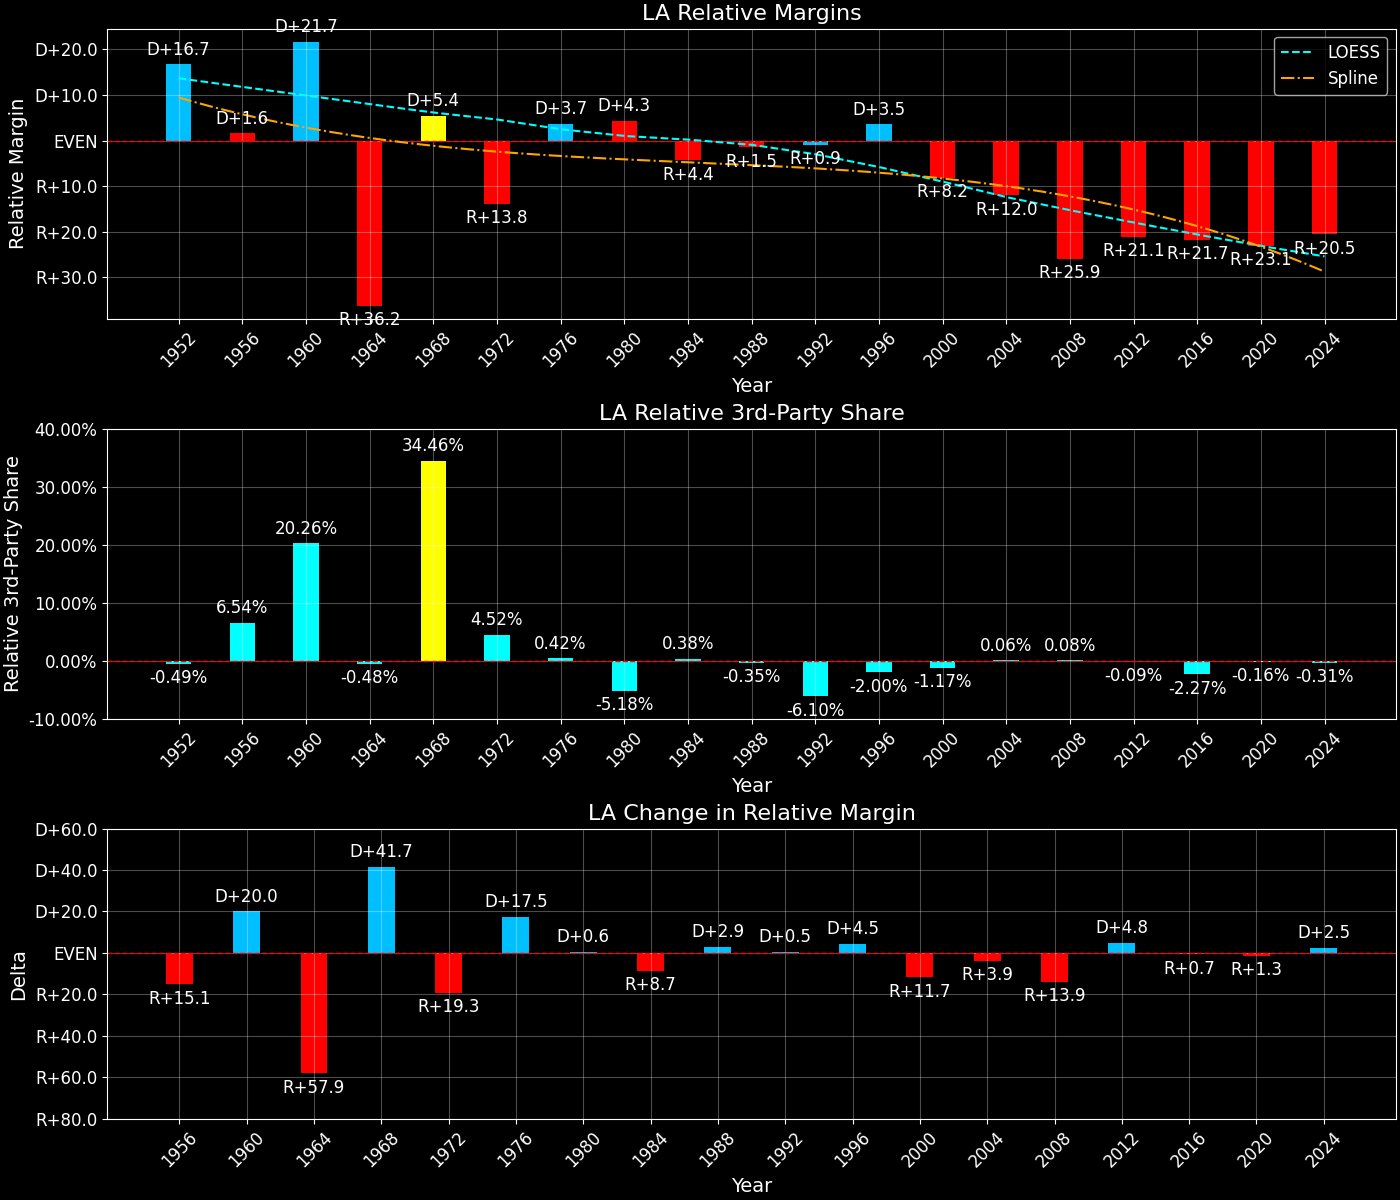 LA Relative Margins
Relative Margin
D+20.0
D+10.0
EVEN
R+10.0
R+20.0
R+30.0
D+16.7
D+1.6
D+21.7
R+36.2
D+5.4
R+13.8
D+3.7
D+4.3
R+4.4
R+1.5
R+0.9
D+3.5
R+8.2
R+12.0
R+25.9
R+21.1
R+21.7
R+23.1
R+20.5
LOESS
Spline
1952
1956
1960
1964
1968
1972
1976
1980
1984
1988
1992
1996
2000
2004
2008
2012
2016
2020
2024
Year
LA Relative 3rd-Party Share
Relative 3rd-Party Share
40.00%
30.00%
20.00%
10.00%
0.00%
-10.00%
-0.49%
6.54%
20.26%
-0.48%
34.46%
4.52%
0.42%
-5.18%
0.38%
-0.35%
-6.10%
-2.00%
-1.17%
0.06%
0.08%
-0.09%
-2.27%
-0.16%
-0.31%
1952
1956
1960
1964
1968
1972
1976
1980
1984
1988
1992
1996
2000
2004
2008
2012
2016
2020
2024
Year
LA Change in Relative Margin
Delta
D+60.0
D+40.0
D+20.0
EVEN
R+20.0
R+40.0
R+60.0
R+80.0
R+15.1
D+20.0
R+57.9
D+41.7
R+19.3
D+17.5
D+0.6
R+8.7
D+2.9
D+0.5
D+4.5
R+11.7
R+3.9
R+13.9
D+4.8
R+0.7
R+1.3
D+2.5
1956
1960
1964
1968
1972
1976
1980
1984
1988
1992
1996
2000
2004
2008
2012
2016
2020
2024
Year